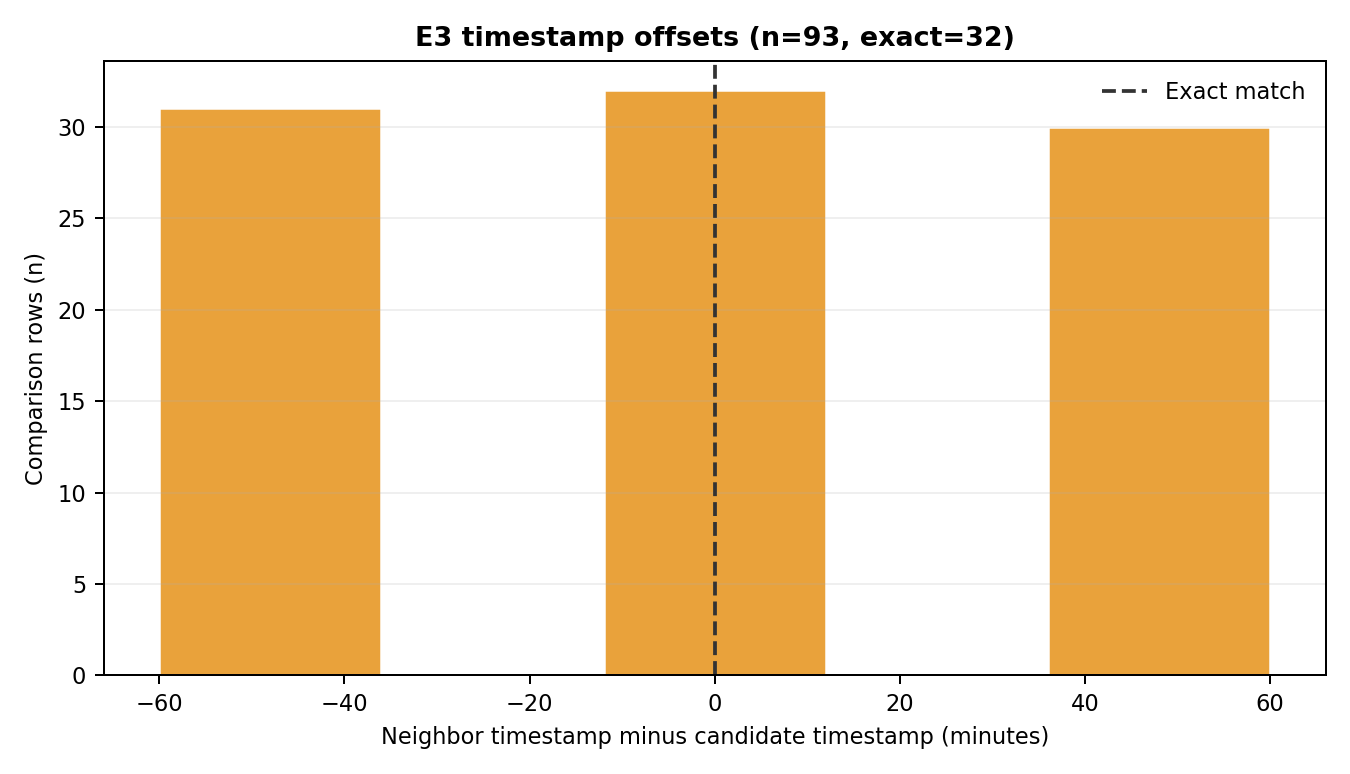 E3 timestamp offsets (n=93, exact=32)
Exact match
30
25
20
15
10
5
0
Comparison rows (n)
−60 −40 −20 0 20 40 60
Neighbor timestamp minus candidate timestamp (minutes)